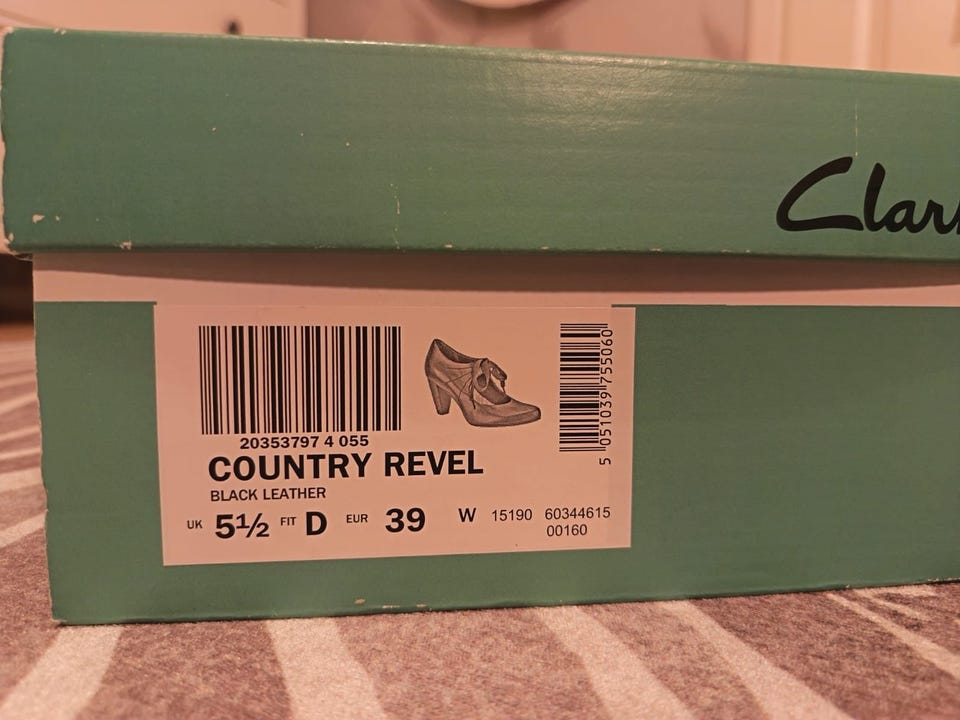 Clark
20353797 4 055
COUNTRY REVEL
BLACK LEATHER
UK 5½ FIT D EUR 39 W 15190 60344615
00160
5 051039 755060